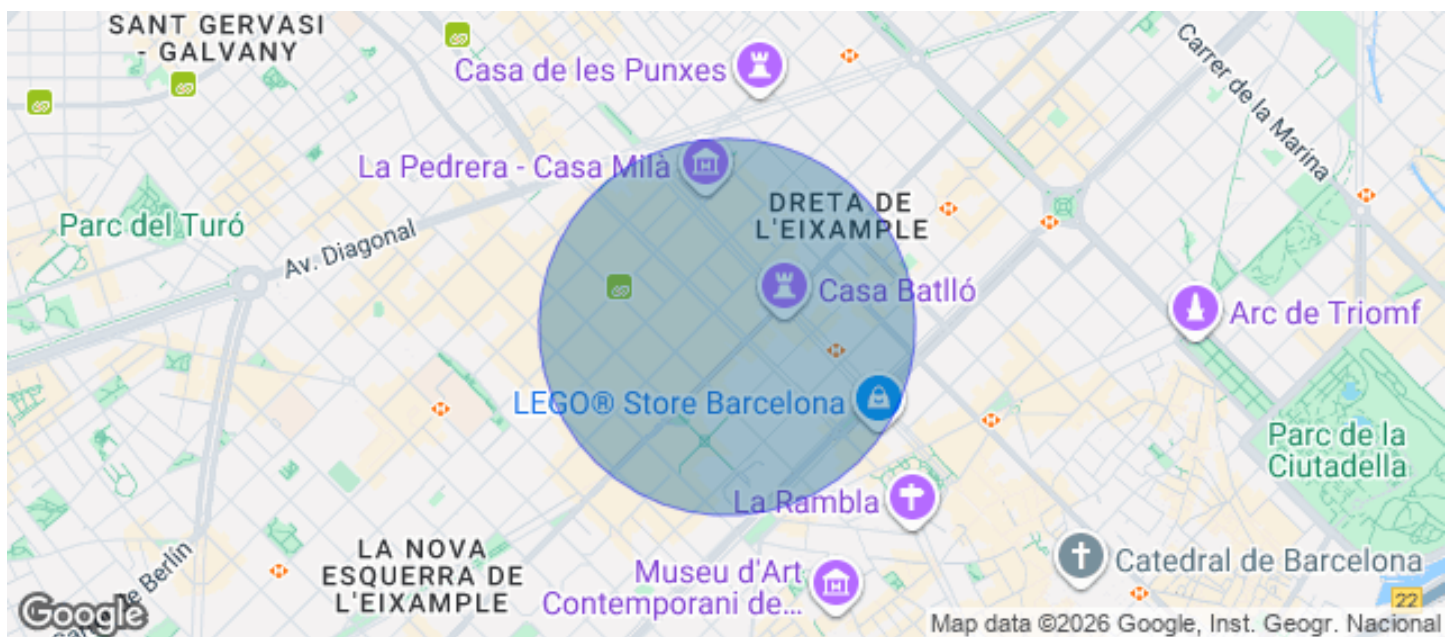 SANT GERVASI
- GALVANY
Casa de les Punxes
Carrer de la Marina
La Pedrera - Casa Milà
DRETA DE
L'EIXAMPLE
Parc del Turó
Av. Diagonal
Casa Batlló
Arc de Triomf
LEGO® Store Barcelona
Parc de la
Ciutadella
La Rambla
LA NOVA
ESQUERRA DE
L'EIXAMPLE
Museu d'Art
Contemporani de...
Catedral de Barcelona
de Berlín
22
Google
Map data ©2026 Google, Inst. Geogr. Nacional